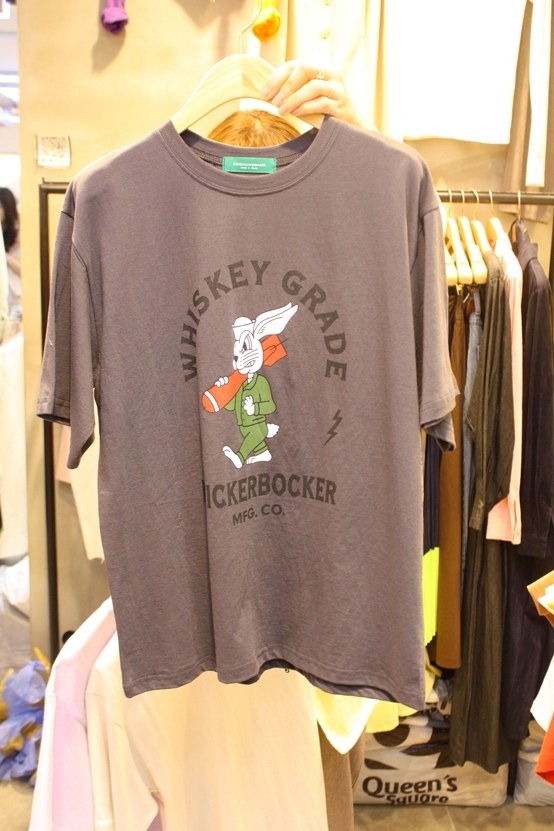 WHISKEY GRADE
ICKERBOCKER
MFG. CO.
Queen's
Square